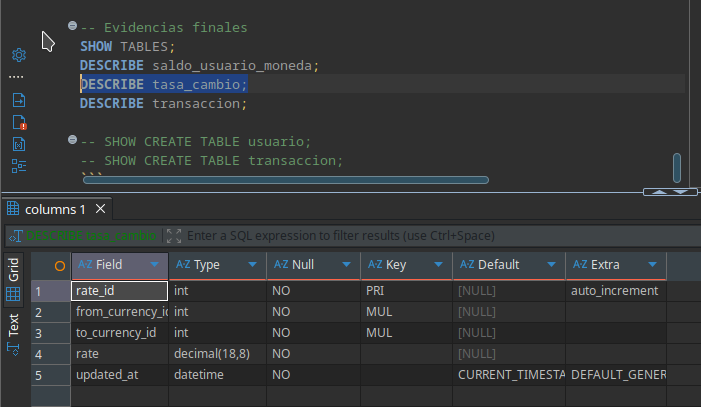 -- Evidencias finales
SHOW TABLES;
DESCRIBE saldo_usuario_moneda;
DESCRIBE tasa_cambio;
DESCRIBE transaccion;
-- SHOW CREATE TABLE usuario;
-- SHOW CREATE TABLE transaccion;
```
columns 1
DESCRIBE tasa_cambio Enter a SQL expression to filter results (use Ctrl+Space)
Grid
Text
A-Z Field A-Z Type A-Z Null A-Z Key A-Z Default A-Z Extra
1 rate_id int NO PRI [NULL] auto_increment
2 from_currency_id int NO MUL [NULL]
3 to_currency_id int NO MUL [NULL]
4 rate decimal(18,8) NO [NULL]
5 updated_at datetime NO CURRENT_TIMESTA DEFAULT_GENER